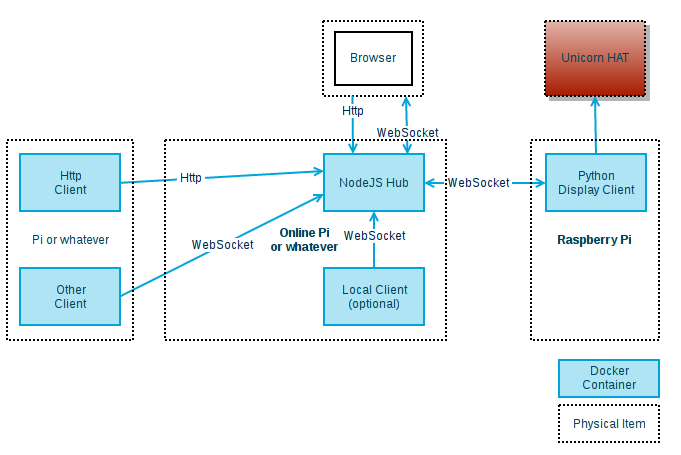 Browser
Unicorn HAT
Http
WebSocket
Http
Client
Http
NodeJS Hub
WebSocket
Python
Display Client
Pi or whatever
WebSocket
Online Pi
or whatever
WebSocket
Raspberry Pi
Other
Client
Local Client
(optional)
Docker
Container
Physical Item